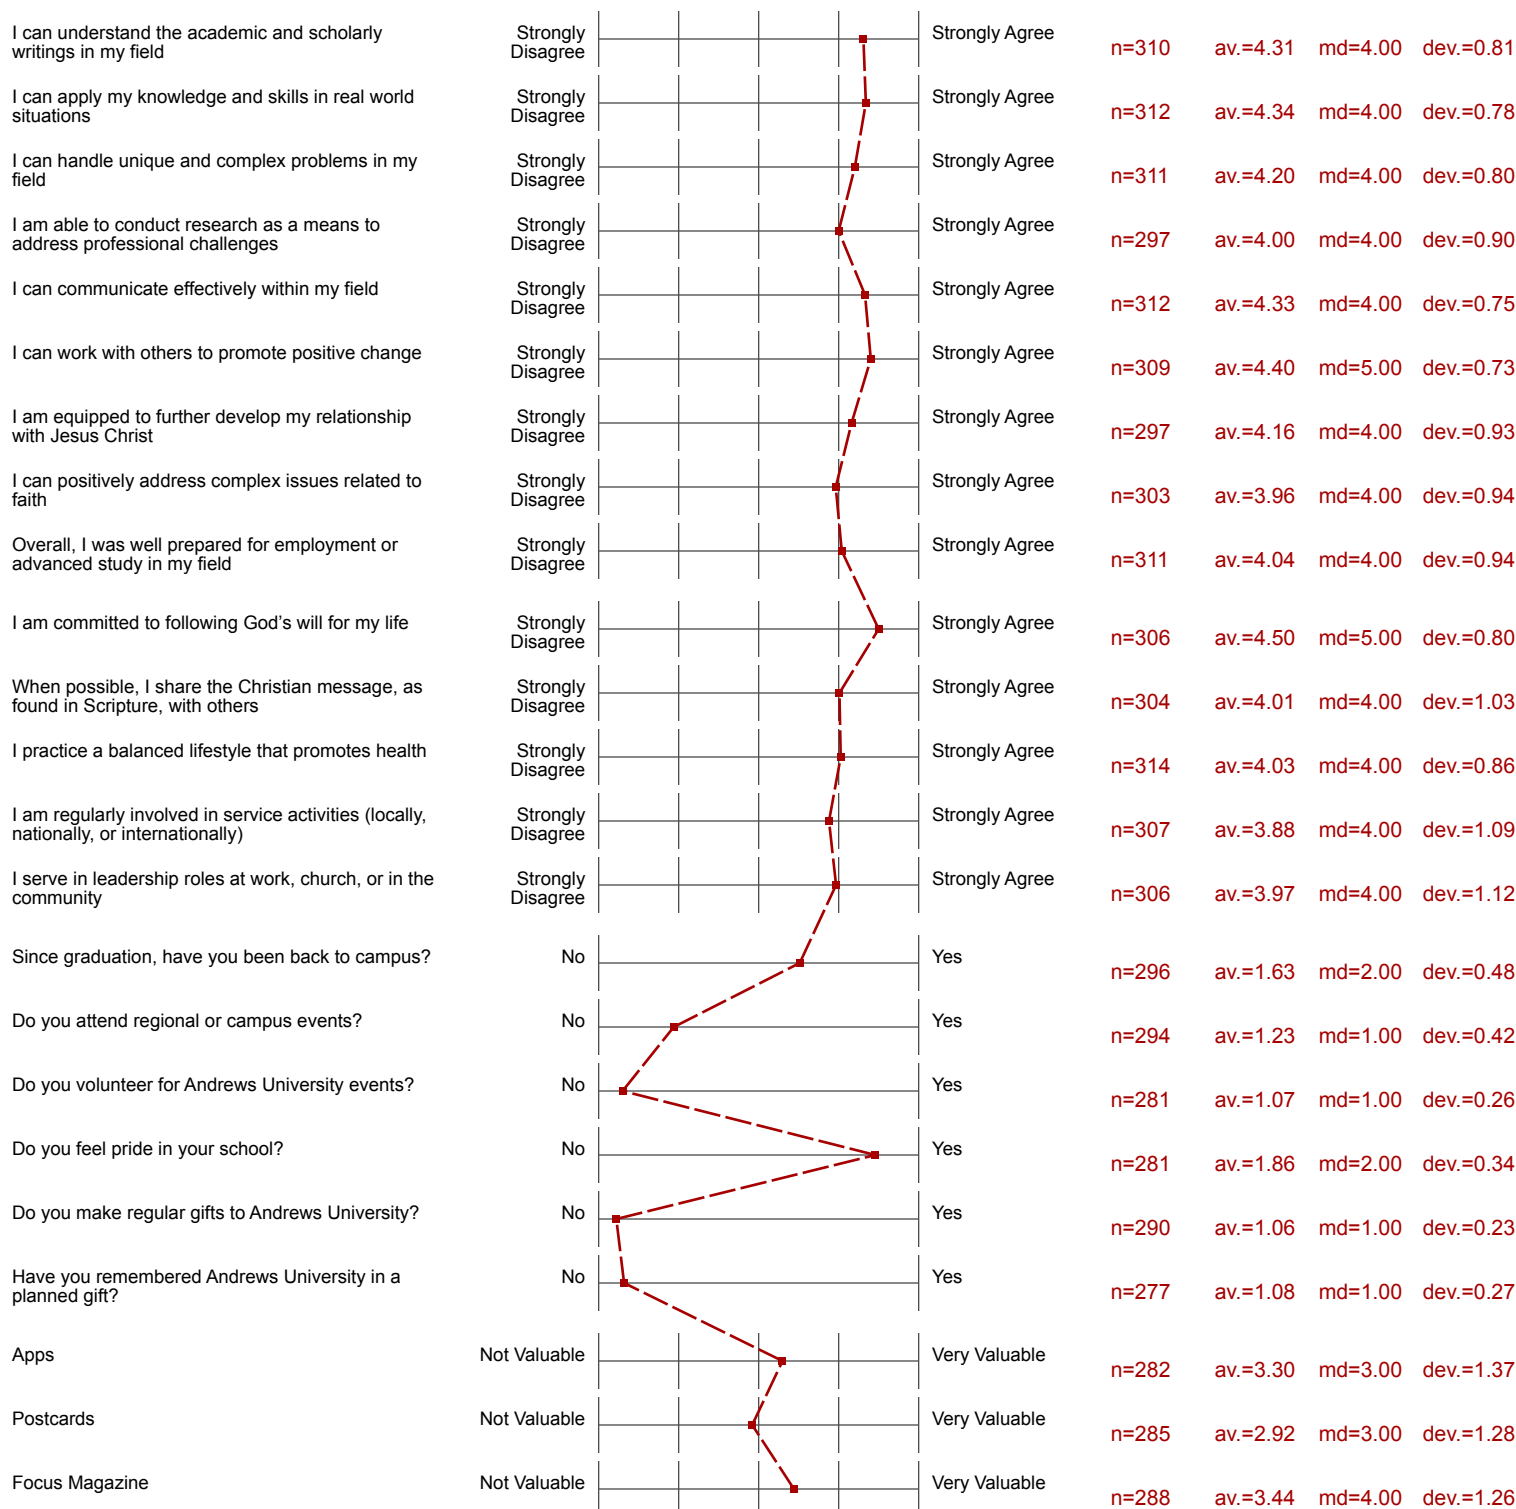 I can understand the academic and scholarly
writings in my field
Strongly
Disagree
Strongly Agree
n=310 av.=4.31 md=4.00 dev.=0.81
I can apply my knowledge and skills in real world
situations
Strongly
Disagree
Strongly Agree
n=312 av.=4.34 md=4.00 dev.=0.78
I can handle unique and complex problems in my
field
Strongly
Disagree
Strongly Agree
n=311 av.=4.20 md=4.00 dev.=0.80
I am able to conduct research as a means to
address professional challenges
Strongly
Disagree
Strongly Agree
n=297 av.=4.00 md=4.00 dev.=0.90
I can communicate effectively within my field
Strongly
Disagree
Strongly Agree
n=312 av.=4.33 md=4.00 dev.=0.75
I can work with others to promote positive change
Strongly
Disagree
Strongly Agree
n=309 av.=4.40 md=5.00 dev.=0.73
I am equipped to further develop my relationship
with Jesus Christ
Strongly
Disagree
Strongly Agree
n=297 av.=4.16 md=4.00 dev.=0.93
I can positively address complex issues related to
faith
Strongly
Disagree
Strongly Agree
n=303 av.=3.96 md=4.00 dev.=0.94
Overall, I was well prepared for employment or
advanced study in my field
Strongly
Disagree
Strongly Agree
n=311 av.=4.04 md=4.00 dev.=0.94
I am committed to following God's will for my life
Strongly
Disagree
Strongly Agree
n=306 av.=4.50 md=5.00 dev.=0.80
When possible, I share the Christian message, as
found in Scripture, with others
Strongly
Disagree
Strongly Agree
n=304 av.=4.01 md=4.00 dev.=1.03
I practice a balanced lifestyle that promotes health
Strongly
Disagree
Strongly Agree
n=314 av.=4.03 md=4.00 dev.=0.86
I am regularly involved in service activities (locally,
nationally, or internationally)
Strongly
Disagree
Strongly Agree
n=307 av.=3.88 md=4.00 dev.=1.09
I serve in leadership roles at work, church, or in the
community
Strongly
Disagree
Strongly Agree
n=306 av.=3.97 md=4.00 dev.=1.12
Since graduation, have you been back to campus?
No
Yes
n=296 av.=1.63 md=2.00 dev.=0.48
Do you attend regional or campus events?
No
Yes
n=294 av.=1.23 md=1.00 dev.=0.42
Do you volunteer for Andrews University events?
No
Yes
n=281 av.=1.07 md=1.00 dev.=0.26
Do you feel pride in your school?
No
Yes
n=281 av.=1.86 md=2.00 dev.=0.34
Do you make regular gifts to Andrews University?
No
Yes
n=290 av.=1.06 md=1.00 dev.=0.23
Have you remembered Andrews University in a
planned gift?
No
Yes
n=277 av.=1.08 md=1.00 dev.=0.27
Apps
Not Valuable
Very Valuable
n=282 av.=3.30 md=3.00 dev.=1.37
Postcards
Not Valuable
Very Valuable
n=285 av.=2.92 md=3.00 dev.=1.28
Focus Magazine
Not Valuable
Very Valuable
n=288 av.=3.44 md=4.00 dev.=1.26